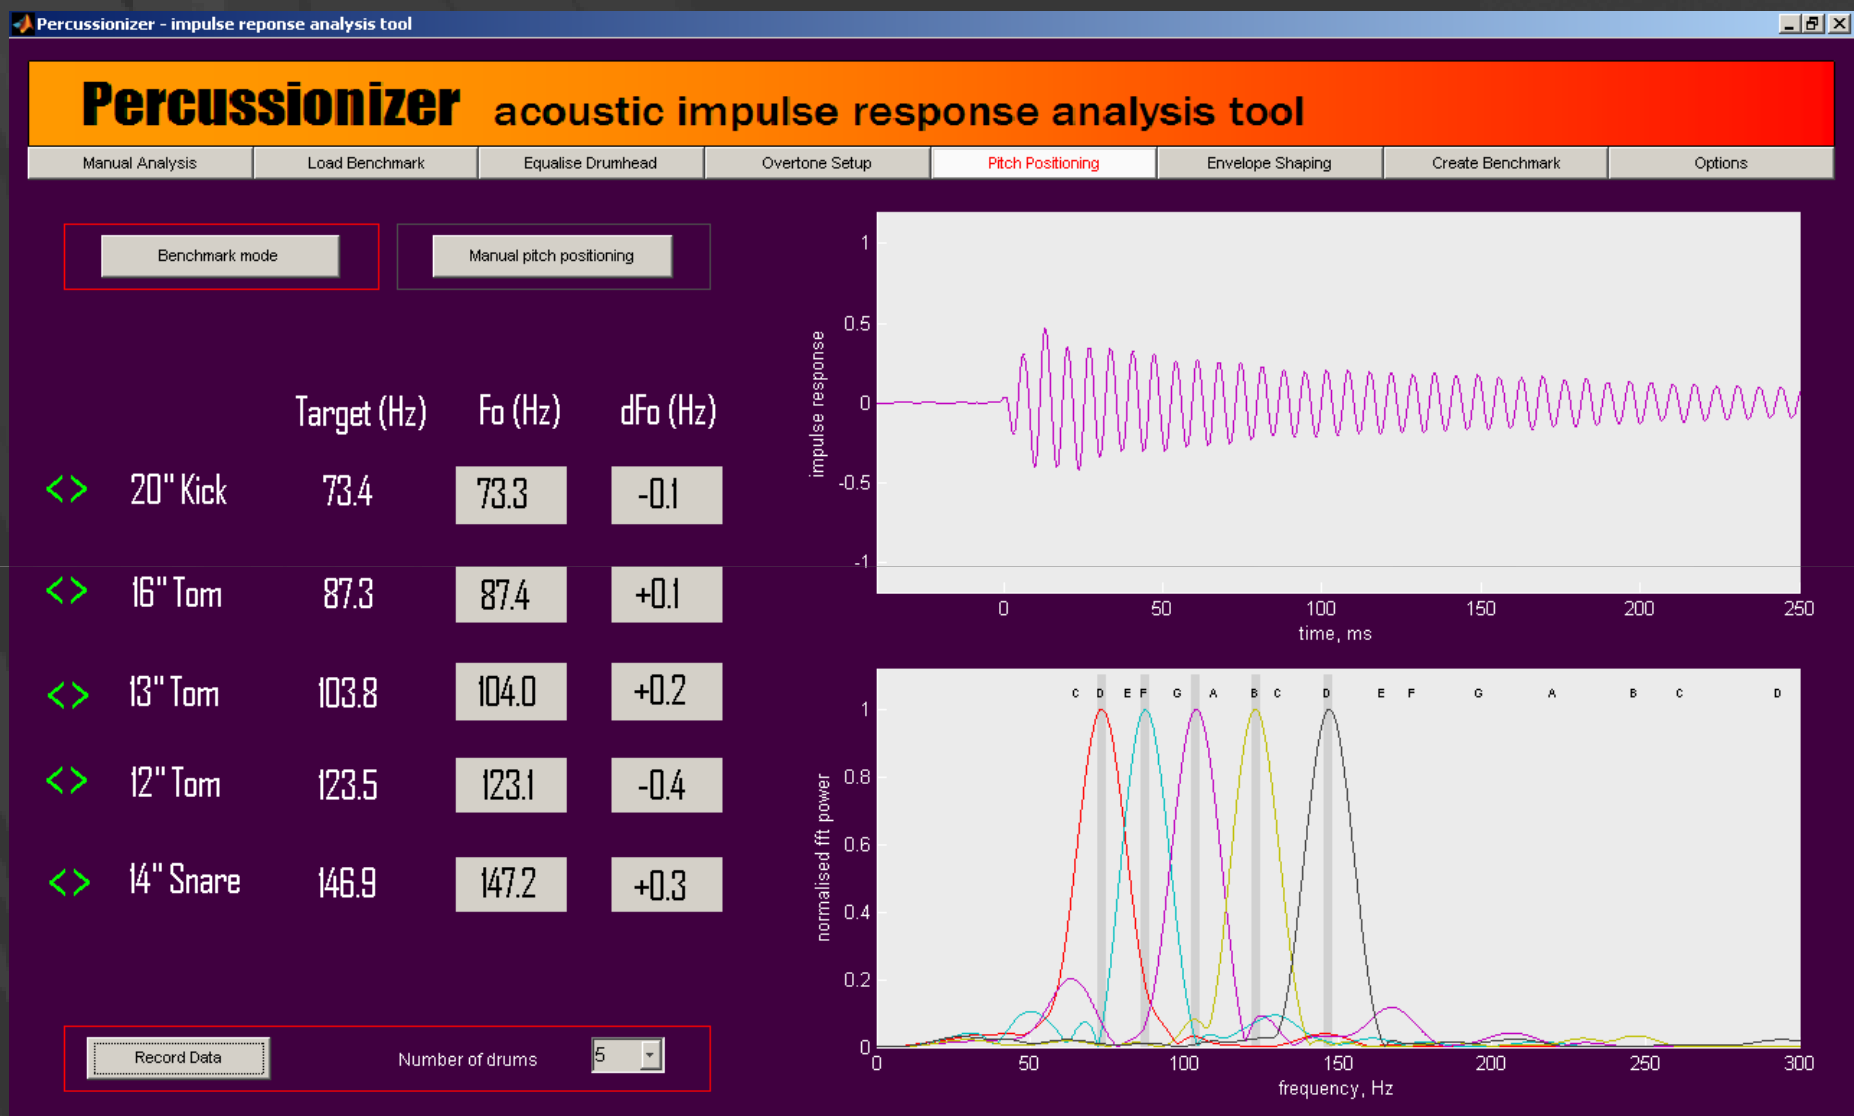 Percussionizer - impulse reponse analysis tool
Percussionizer acoustic impulse response analysis tool
Manual Analysis Load Benchmark Equalise Drumhead Overtone Setup Pitch Positioning Envelope Shaping Create Benchmark Options
Benchmark mode Manual pitch positioning
Target (Hz) Fo (Hz) dFo (Hz)
<> 20" Kick 73.4 73.3 -0.1
<> 16" Tom 87.3 87.4 +0.1
<> 13" Tom 103.8 104.0 +0.2
<> 12" Tom 123.5 123.1 -0.4
<> 14" Snare 146.9 147.2 +0.3
Record Data Number of drums 5
impulse response
1
0.5
0
-0.5
-1
0 50 100 150 200 250
time, ms
C D E F G A B C D E F G A B C D
normalised fft power
1
0.8
0.6
0.4
0.2
0
0 50 100 150 200 250 300
frequency, Hz